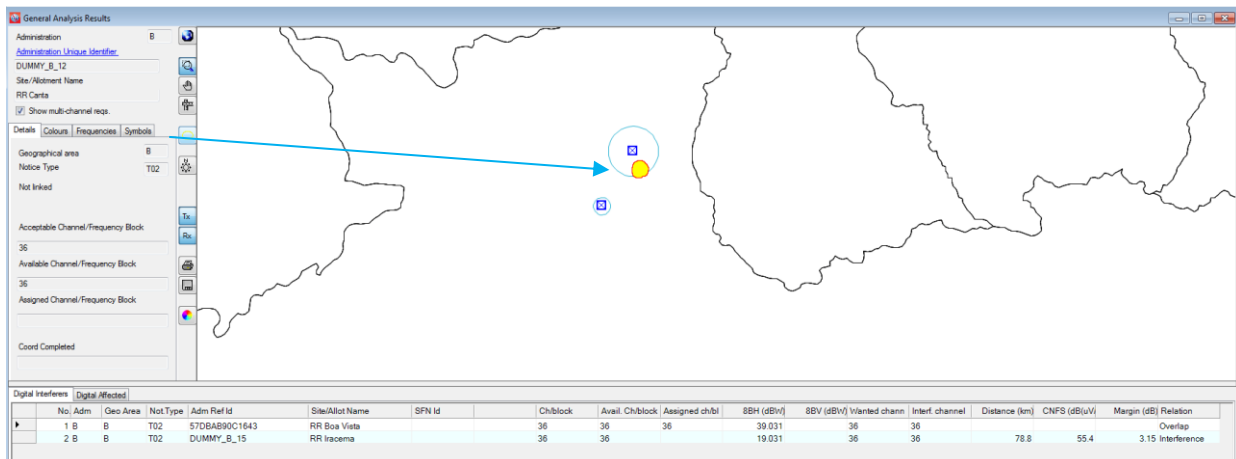 General Analysis Results
Administration B
Administration Unique Identifier
DUMMY_B_12
Site/Allotment Name
RR Canta
Show multi-channel reqs.
Details Colours Frequencies Symbols
Geographical area B
Notice Type T02
Not linked
Tx
Acceptable Channel/Frequency Block
Rx
36
Available Channel/Frequency Block
36
Assigned Channel/Frequency Block
Coord Completed
Digital Interferers Digital Affected
No. Adm Geo Area Not.Type Adm Ref Id Site/Allot Name SFN Id Ch/block Avail. Ch/block Assigned ch/bl 8BH (dBW) 8BV (dBW) Wanted chann Interf. channel Distance (km) CNFS (dB(uV/ Margin (dB) Relation
1 B B T02 57DBAB90C1643 RR Boa Vista 36 36 36 39.031 36 36 Overlap
2 B B T02 DUMMY_B_15 RR Iracema 36 36 19.031 36 36 78.8 55.4 3.15 Interference